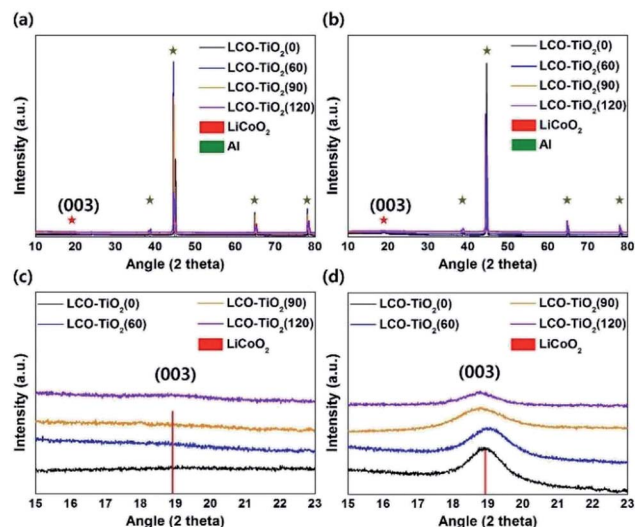 (a)
LCO-TiO₂(0)
LCO-TiO₂(60)
LCO-TiO₂(90)
LCO-TiO₂(120)
LiCoO₂
Al
(003)
Intensity (a.u.)
10 20 30 40 50 60 70 80
Angle (2 theta)
(b)
LCO-TiO₂(0)
LCO-TiO₂(60)
LCO-TiO₂(90)
LCO-TiO₂(120)
LiCoO₂
Al
(003)
Intensity (a.u.)
10 20 30 40 50 60 70 80
Angle (2 theta)
(c)
LCO-TiO₂(0) LCO-TiO₂(90)
LCO-TiO₂(60) LCO-TiO₂(120)
LiCoO₂
(003)
Intensity (a.u.)
15 16 17 18 19 20 21 22 23
Angle (2 theta)
(d)
LCO-TiO₂(0) LCO-TiO₂(90)
LCO-TiO₂(60) LCO-TiO₂(120)
LiCoO₂
(003)
Intensity (a.u.)
15 16 17 18 19 20 21 22 23
Angle (2 theta)